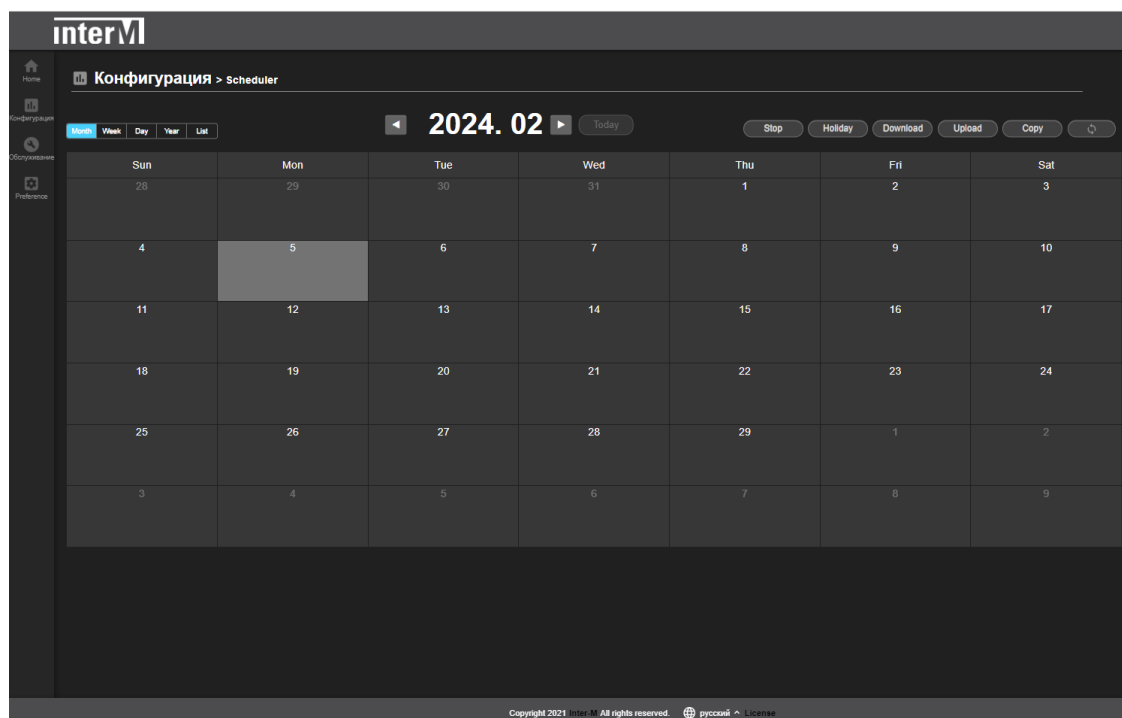 interM
Home
Конфигурация > Scheduler
Конфигурация
Month Week Day Year List
2024. 02
Today
Stop Holiday Download Upload Copy
Обслуживание
Preference
Sun Mon Tue Wed Thu Fri Sat
28 29 30 31 1 2 3
4 5 6 7 8 9 10
11 12 13 14 15 16 17
18 19 20 21 22 23 24
25 26 27 28 29 1 2
3 4 5 6 7 8 9
Copyright 2021 Inter-M All rights reserved. русский ^ License